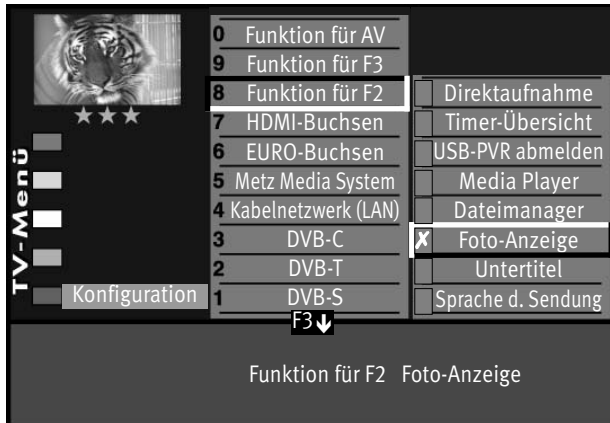 TV-Menü
Konfiguration
0 Funktion für AV
9 Funktion für F3
8 Funktion für F2
7 HDMI-Buchsen
6 EURO-Buchsen
5 Metz Media System
4 Kabelnetzwerk (LAN)
3 DVB-C
2 DVB-T
1 DVB-S
F3
Direktaufnahme
Timer-Übersicht
USB-PVR abmelden
Media Player
Dateimanager
✗ Foto-Anzeige
Untertitel
Sprache d. Sendung
Funktion für F2 Foto-Anzeige